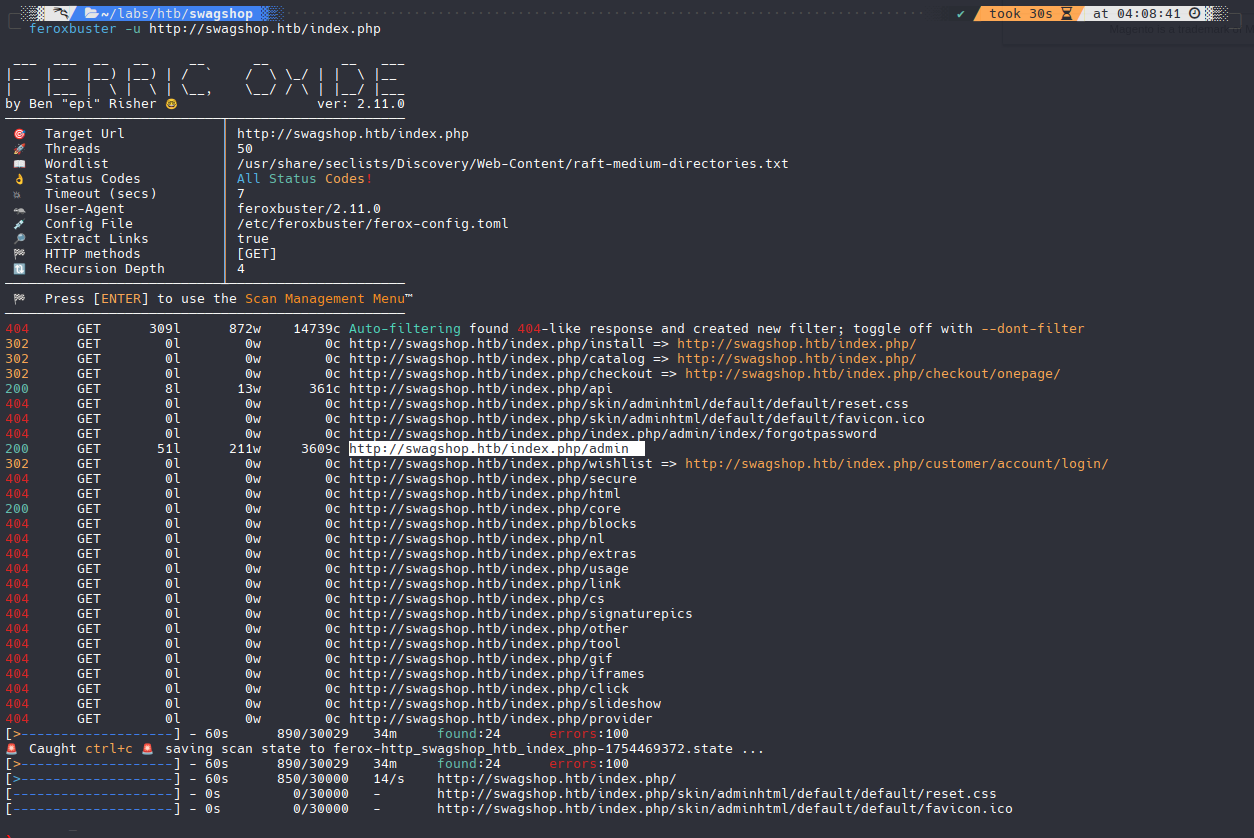 ~/labs/htb/swagshop ✔ took 30s at 04:08:41
feroxbuster -u http://swagshop.htb/index.php
FERRIC OXIDE
by Ben "epi" Risher 🤓 ver: 2.11.0
🎯 Target Url │ http://swagshop.htb/index.php
🚀 Threads │ 50
📖 Wordlist │ /usr/share/seclists/Discovery/Web-Content/raft-medium-directories.txt
👌 Status Codes │ All Status Codes!
💥 Timeout (secs) │ 7
🦡 User-Agent │ feroxbuster/2.11.0
💉 Config File │ /etc/feroxbuster/ferox-config.toml
🔎 Extract Links │ true
🏁 HTTP methods │ [GET]
🔃 Recursion Depth │ 4
🏁 Press [ENTER] to use the Scan Management Menu™
404 GET 309l 872w 14739c Auto-filtering found 404-like response and created new filter; toggle off with --dont-filter
302 GET 0l 0w 0c http://swagshop.htb/index.php/install => http://swagshop.htb/index.php/
302 GET 0l 0w 0c http://swagshop.htb/index.php/catalog => http://swagshop.htb/index.php/
302 GET 0l 0w 0c http://swagshop.htb/index.php/checkout => http://swagshop.htb/index.php/checkout/onepage/
200 GET 8l 13w 361c http://swagshop.htb/index.php/api
404 GET 0l 0w 0c http://swagshop.htb/index.php/skin/adminhtml/default/default/reset.css
404 GET 0l 0w 0c http://swagshop.htb/index.php/skin/adminhtml/default/default/favicon.ico
404 GET 0l 0w 0c http://swagshop.htb/index.php/index.php/admin/index/forgotpassword
200 GET 51l 211w 3609c http://swagshop.htb/index.php/admin
302 GET 0l 0w 0c http://swagshop.htb/index.php/wishlist => http://swagshop.htb/index.php/customer/account/login/
404 GET 0l 0w 0c http://swagshop.htb/index.php/secure
404 GET 0l 0w 0c http://swagshop.htb/index.php/html
200 GET 0l 0w 0c http://swagshop.htb/index.php/core
404 GET 0l 0w 0c http://swagshop.htb/index.php/blocks
404 GET 0l 0w 0c http://swagshop.htb/index.php/nl
404 GET 0l 0w 0c http://swagshop.htb/index.php/extras
404 GET 0l 0w 0c http://swagshop.htb/index.php/usage
404 GET 0l 0w 0c http://swagshop.htb/index.php/link
404 GET 0l 0w 0c http://swagshop.htb/index.php/cs
404 GET 0l 0w 0c http://swagshop.htb/index.php/signaturepics
404 GET 0l 0w 0c http://swagshop.htb/index.php/other
404 GET 0l 0w 0c http://swagshop.htb/index.php/tool
404 GET 0l 0w 0c http://swagshop.htb/index.php/gif
404 GET 0l 0w 0c http://swagshop.htb/index.php/iframes
404 GET 0l 0w 0c http://swagshop.htb/index.php/click
404 GET 0l 0w 0c http://swagshop.htb/index.php/slideshow
404 GET 0l 0w 0c http://swagshop.htb/index.php/provider
[>-------------------] - 60s 890/30029 34m found:24 errors:100
🚨 Caught ctrl+c 🚨 saving scan state to ferox-http_swagshop_htb_index_php-1754469372.state ...
[>-------------------] - 60s 890/30029 34m found:24 errors:100
[>-------------------] - 60s 850/30000 14/s http://swagshop.htb/index.php/
[--------------------] - 0s 0/30000 - http://swagshop.htb/index.php/skin/adminhtml/default/default/reset.css
[--------------------] - 0s 0/30000 - http://swagshop.htb/index.php/skin/adminhtml/default/default/favicon.ico